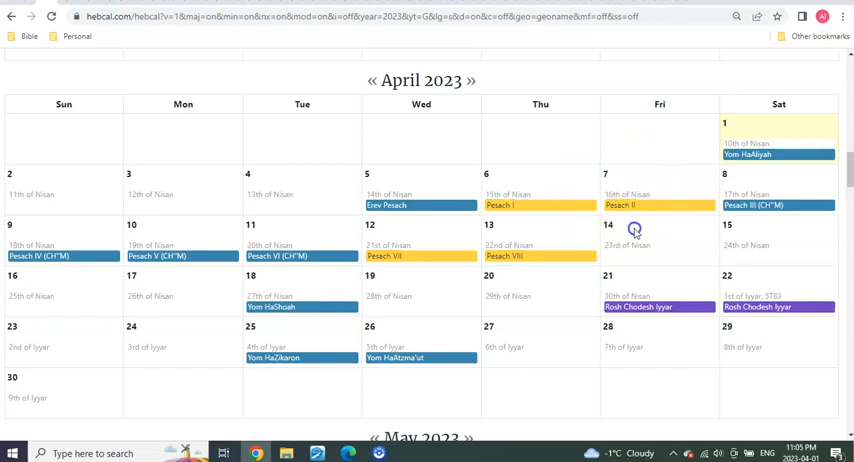 hebcal.com/hebcal?v=1&maj=on&min=on&nx=on&mod=on&i=off&year=2023&yt=G&lg=s&d=on&c=off&geo=geoname&mf=off&ss=off
AI
Bible Personal Other bookmarks
« April 2023 »
Sun Mon Tue Wed Thu Fri Sat
1
10th of Nisan
Yom HaAliyah
2 3 4 5 6 7 8
11th of Nisan 12th of Nisan 13th of Nisan 14th of Nisan 15th of Nisan 16th of Nisan 17th of Nisan
Erev Pesach Pesach I Pesach II Pesach III (CH''M)
9 10 11 12 13 14 15
18th of Nisan 19th of Nisan 20th of Nisan 21st of Nisan 22nd of Nisan 23rd of Nisan 24th of Nisan
Pesach IV (CH''M) Pesach V (CH''M) Pesach VI (CH''M) Pesach VII Pesach VIII
16 17 18 19 20 21 22
25th of Nisan 26th of Nisan 27th of Nisan 28th of Nisan 29th of Nisan 30th of Nisan 1st of Iyyar, 5783
Yom HaShoah Rosh Chodesh Iyyar Rosh Chodesh Iyyar
23 24 25 26 27 28 29
2nd of Iyyar 3rd of Iyyar 4th of Iyyar 5th of Iyyar 6th of Iyyar 7th of Iyyar 8th of Iyyar
Yom HaZikaron Yom HaAtzma'ut
30
9th of Iyyar
« May 2023 »
Type here to search -1°C Cloudy ENG 11:05 PM
2023-04-01 3